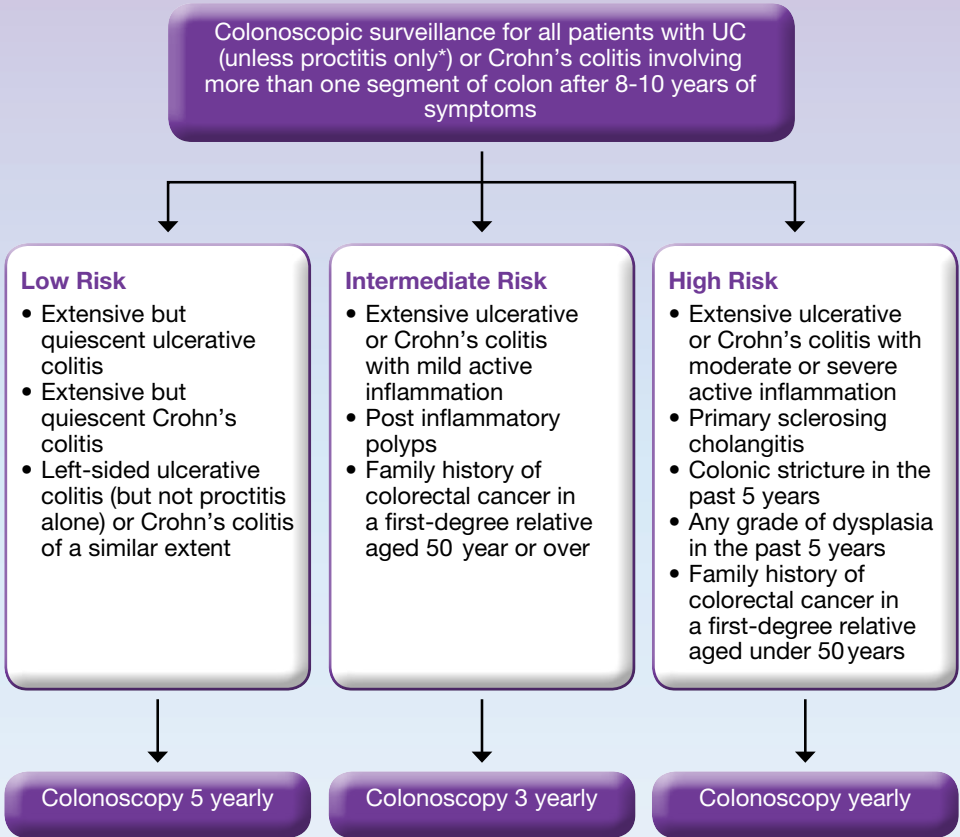 Colonoscopic surveillance for all patients with UC
(unless proctitis only*) or Crohn's colitis involving
more than one segment of colon after 8-10 years of
symptoms
Low Risk
• Extensive but
quiescent ulcerative
colitis
• Extensive but
quiescent Crohn's
colitis
• Left-sided ulcerative
colitis (but not proctitis
alone) or Crohn's colitis
of a similar extent
Intermediate Risk
• Extensive ulcerative
or Crohn's colitis
with mild active
inflammation
• Post inflammatory
polyps
• Family history of
colorectal cancer in
a first-degree relative
aged 50 year or over
High Risk
• Extensive ulcerative
or Crohn's colitis with
moderate or severe
active inflammation
• Primary sclerosing
cholangitis
• Colonic stricture in the
past 5 years
• Any grade of dysplasia
in the past 5 years
• Family history of
colorectal cancer in
a first-degree relative
aged under 50 years
Colonoscopy 5 yearly
Colonoscopy 3 yearly
Colonoscopy yearly